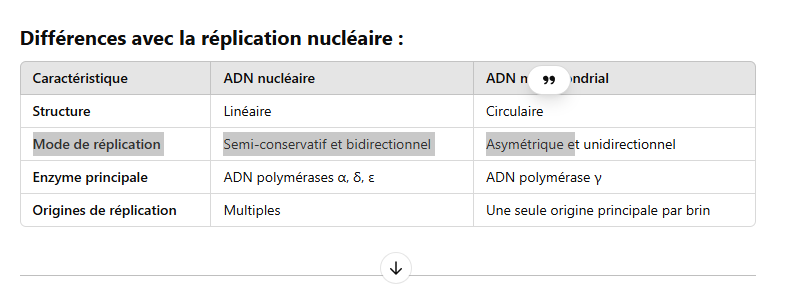 Différences avec la réplication nucléaire :
Caractéristique ADN nucléaire ADN
Structure Linéaire Circulaire
Mode de réplication Semi-conservatif et bidirectionnel Asymétrique et unidirectionnel
Enzyme principale ADN polymérases α, δ, ε ADN polymérase γ
Origines de réplication Multiples Une seule origine principale par brin